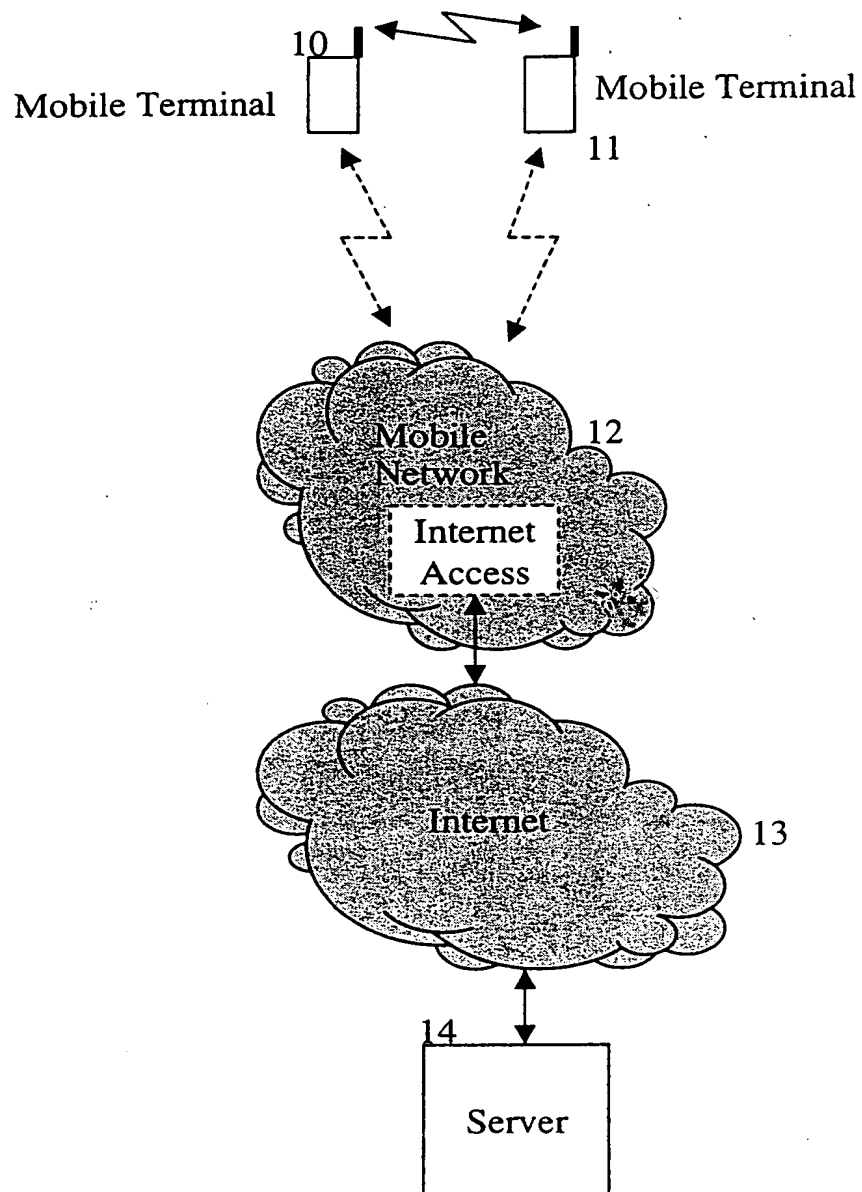 10
Mobile Terminal
Mobile Terminal
11
12
Mobile
Network
Internet
Access
Internet
13
14
Server